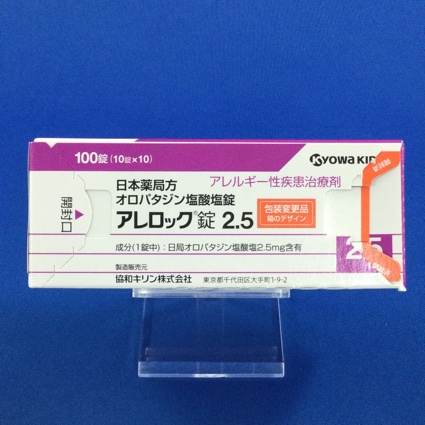 100錠(10錠×10)
Kyowa KIR
アレルギー性疾患治療剤
日本薬局方
オロパタジン塩酸塩錠
アレロック®錠 2.5
包装変更品
箱のデザイン
開封口
成分(1錠中):日局オロパタジン塩酸塩2.5mg含有
2.5
製造販売元
協和キリン株式会社 東京都千代田区大手町1-9-2